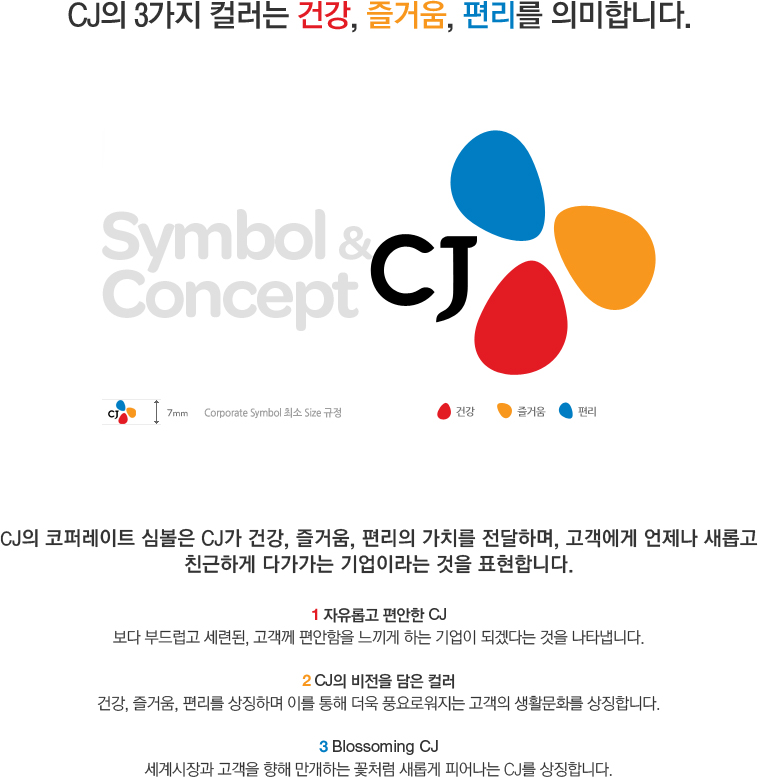 CJ의 3가지 컬러는 건강, 즐거움, 편리를 의미합니다.
Symbol &
Concept
CJ
CJ
7mm
Corporate Symbol 최소 Size 규정
건강
즐거움
편리
CJ의 코퍼레이트 심볼은 CJ가 건강, 즐거움, 편리의 가치를 전달하며, 고객에게 언제나 새롭고
친근하게 다가가는 기업이라는 것을 표현합니다.
1 자유롭고 편안한 CJ
보다 부드럽고 세련된, 고객께 편안함을 느끼게 하는 기업이 되겠다는 것을 나타냅니다.
2 CJ의 비전을 담은 컬러
건강, 즐거움, 편리를 상징하며 이를 통해 더욱 풍요로워지는 고객의 생활문화를 상징합니다.
3 Blossoming CJ
세계시장과 고객을 향해 만개하는 꽃처럼 새롭게 피어나는 CJ를 상징합니다.